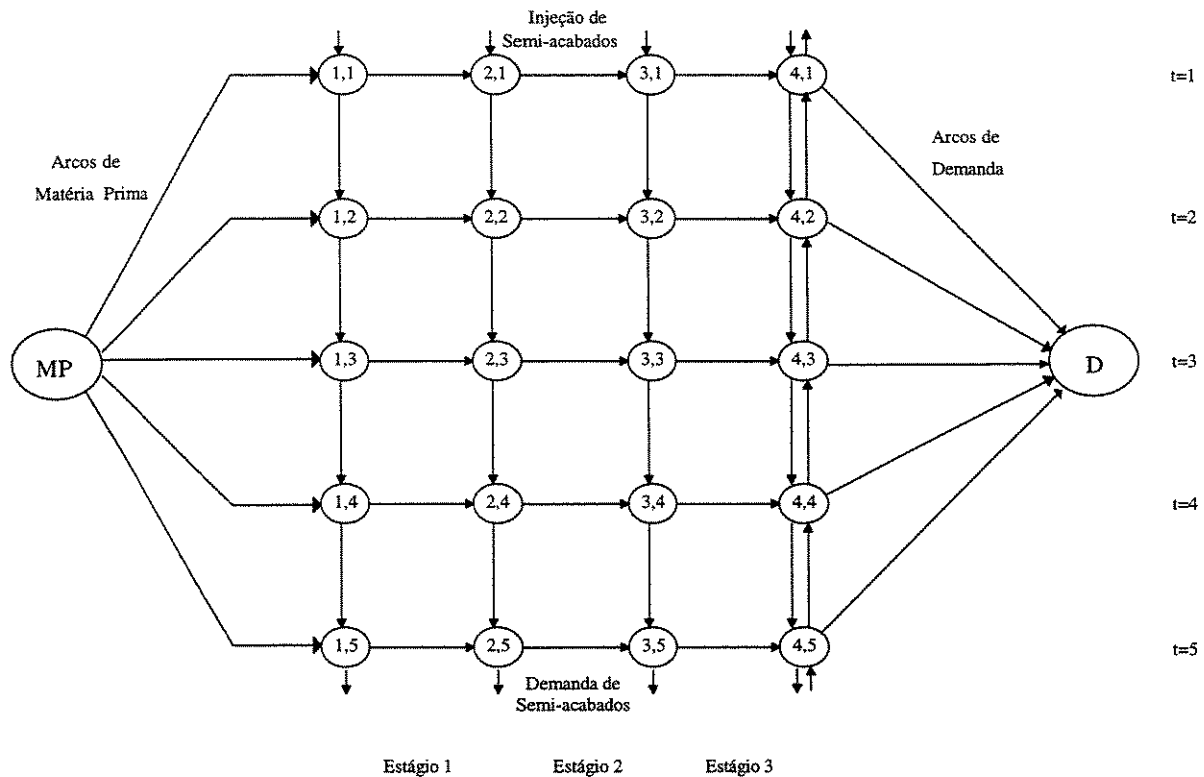 Injeção de
Semi-acabados
1,1
2,1
3,1
4,1
t=1
Arcos de
Matéria Prima
Arcos de
Demanda
1,2
2,2
3,2
4,2
t=2
MP
1,3
2,3
3,3
4,3
D
t=3
1,4
2,4
3,4
4,4
t=4
1,5
2,5
3,5
4,5
t=5
Demanda de
Semi-acabados
Estágio 1
Estágio 2
Estágio 3